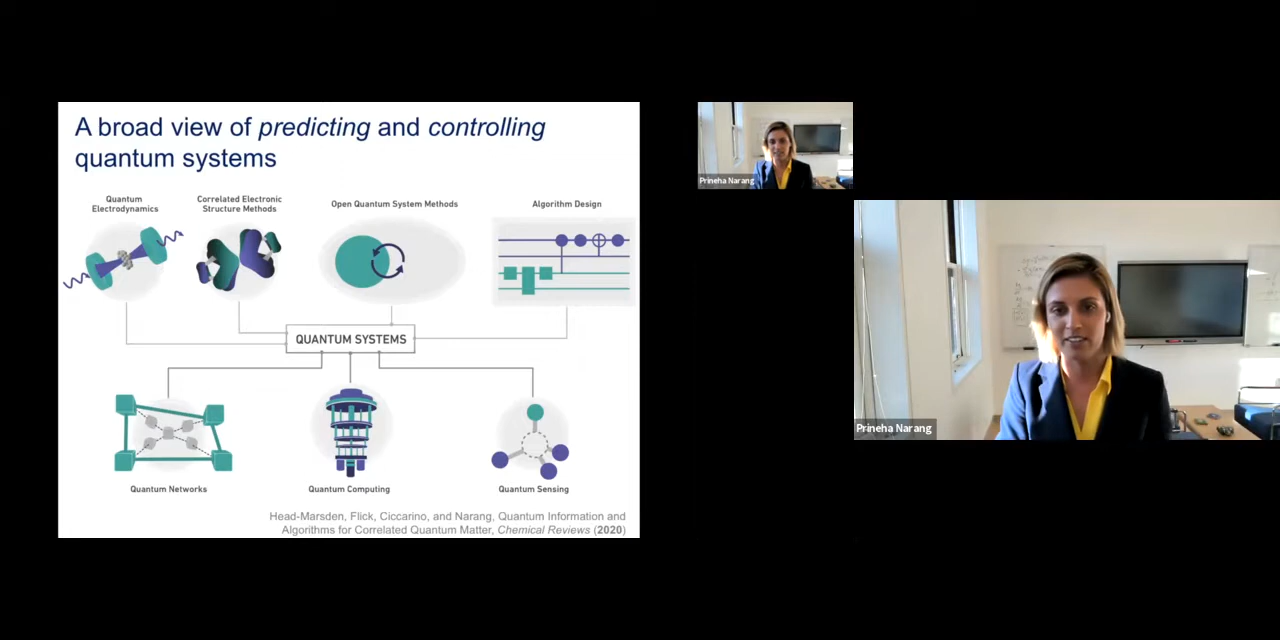 A broad view of predicting and controlling
quantum systems
Quantum
Electrodynamics
Correlated Electronic
Structure Methods
Open Quantum System Methods
Algorithm Design
QUANTUM SYSTEMS
Quantum Networks
Quantum Computing
Quantum Sensing
Head-Marsden, Flick, Ciccarino, and Narang, Quantum Information and
Algorithms for Correlated Quantum Matter, Chemical Reviews (2020)
Prineha Narang
Prineha Narang